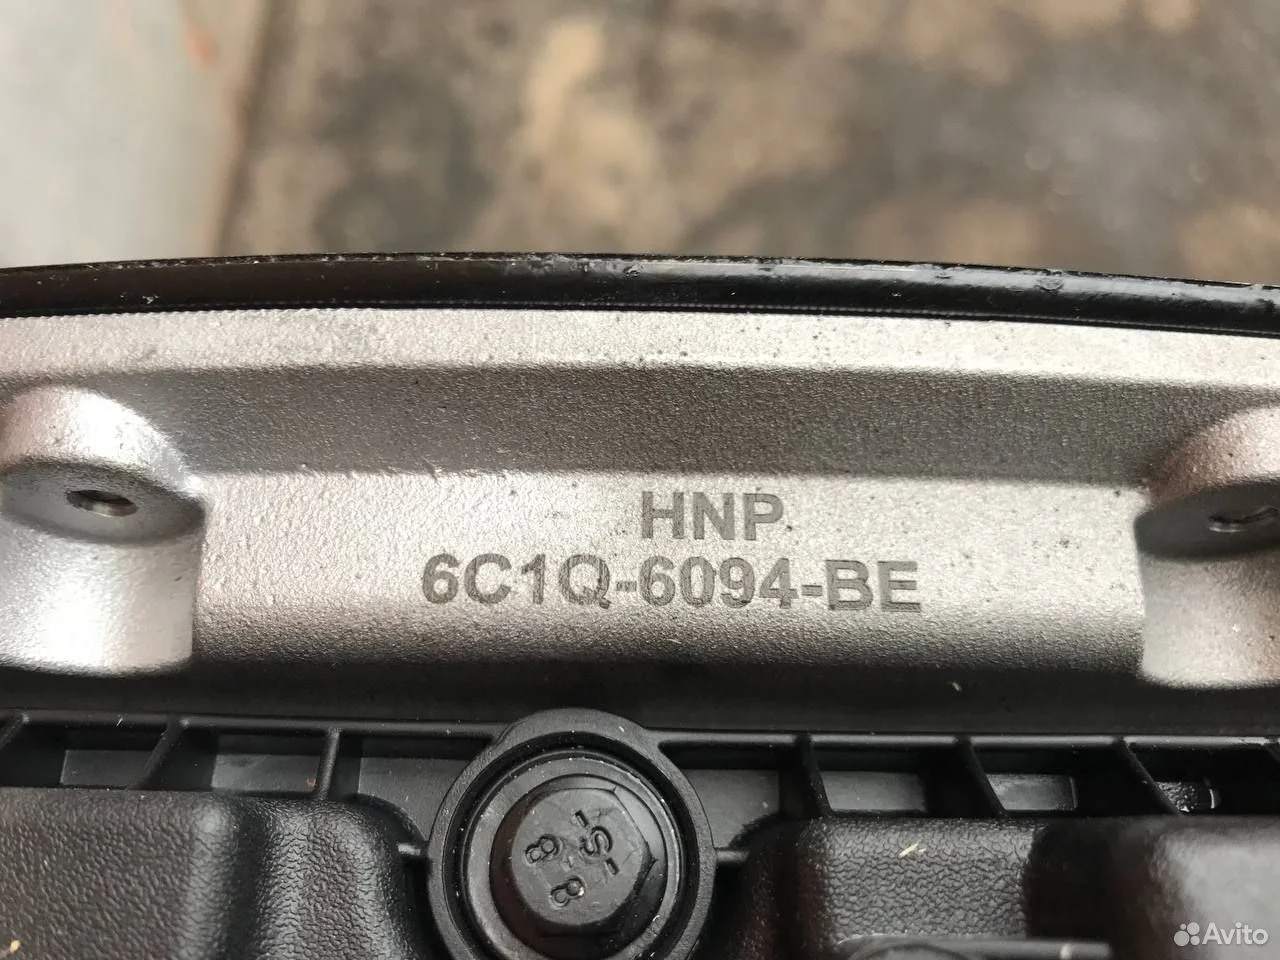 HNP
6C1Q-6094-BE
8.8
-S-
Avito